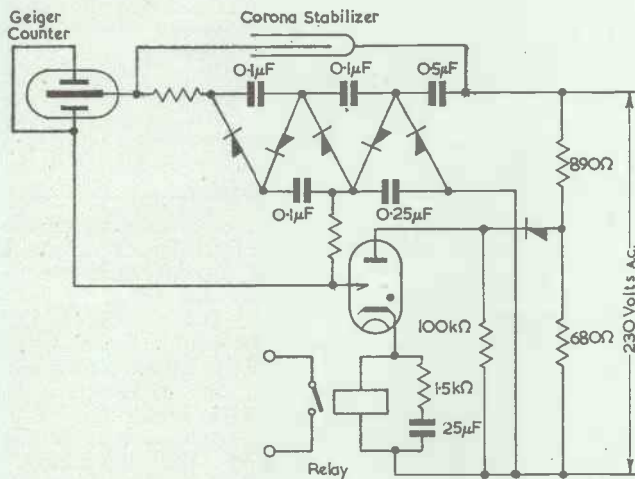 Geiger
Counter
Corona Stabilizer
0·1μF
0·1μF
0·5μF
890Ω
0·1μF
0·25μF
230 Volts A.C.
100kΩ
680Ω
1·5kΩ
25μF
Relay